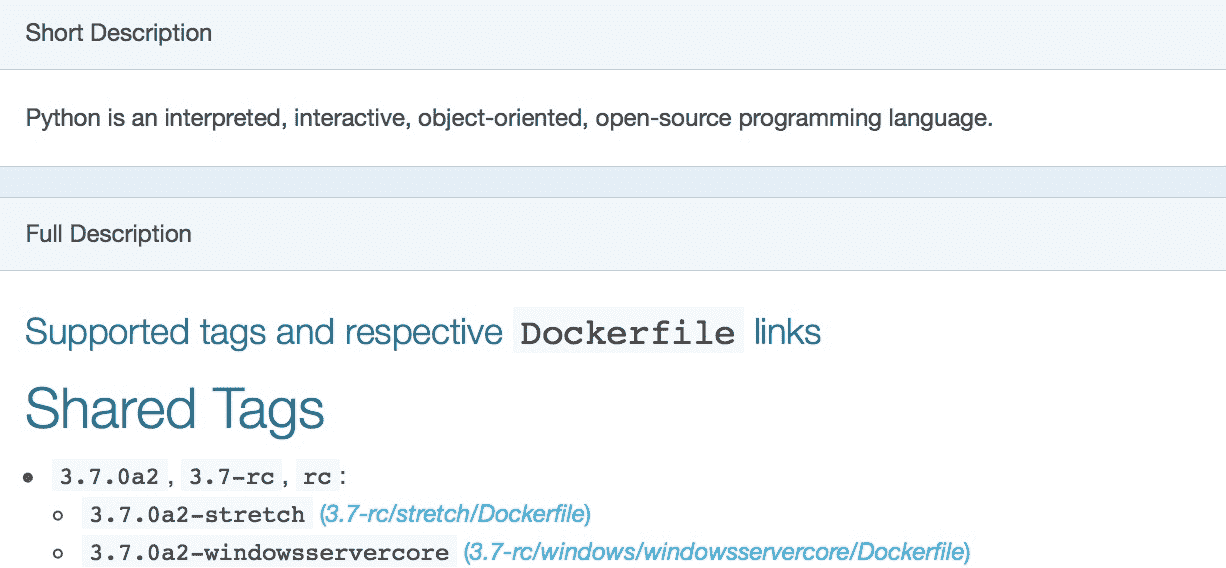 Short Description
Python is an interpreted, interactive, object-oriented, open-source programming language.
Full Description
Supported tags and respective Dockerfile links
Shared Tags
• 3.7.0a2, 3.7-rc, rc:
○ 3.7.0a2-stretch (3.7-rc/stretch/Dockerfile)
○ 3.7.0a2-windowsservercore (3.7-rc/windows/windowsservercore/Dockerfile)